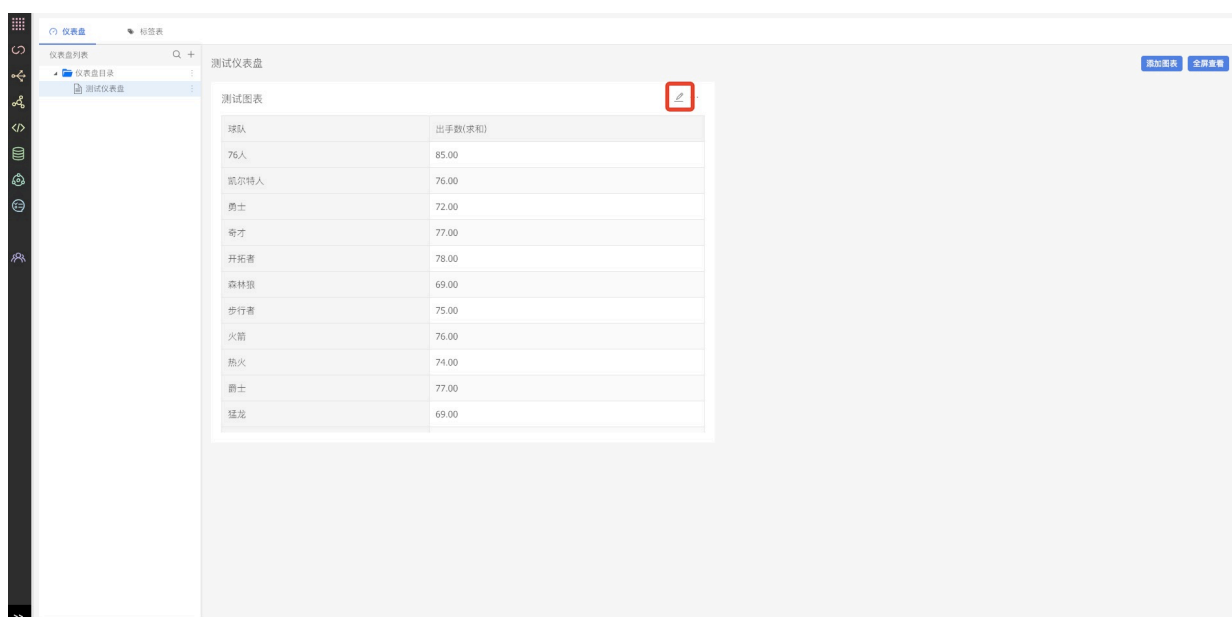 仪表盘 标签表
仪表盘列表
仪表盘目录
测试仪表盘
测试仪表盘
添加图表 全屏查看
测试图表
球队 出手数(求和)
76人 85.00
凯尔特人 76.00
勇士 72.00
奇才 77.00
开拓者 78.00
森林狼 69.00
步行者 75.00
火箭 76.00
热火 74.00
爵士 77.00
猛龙 69.00